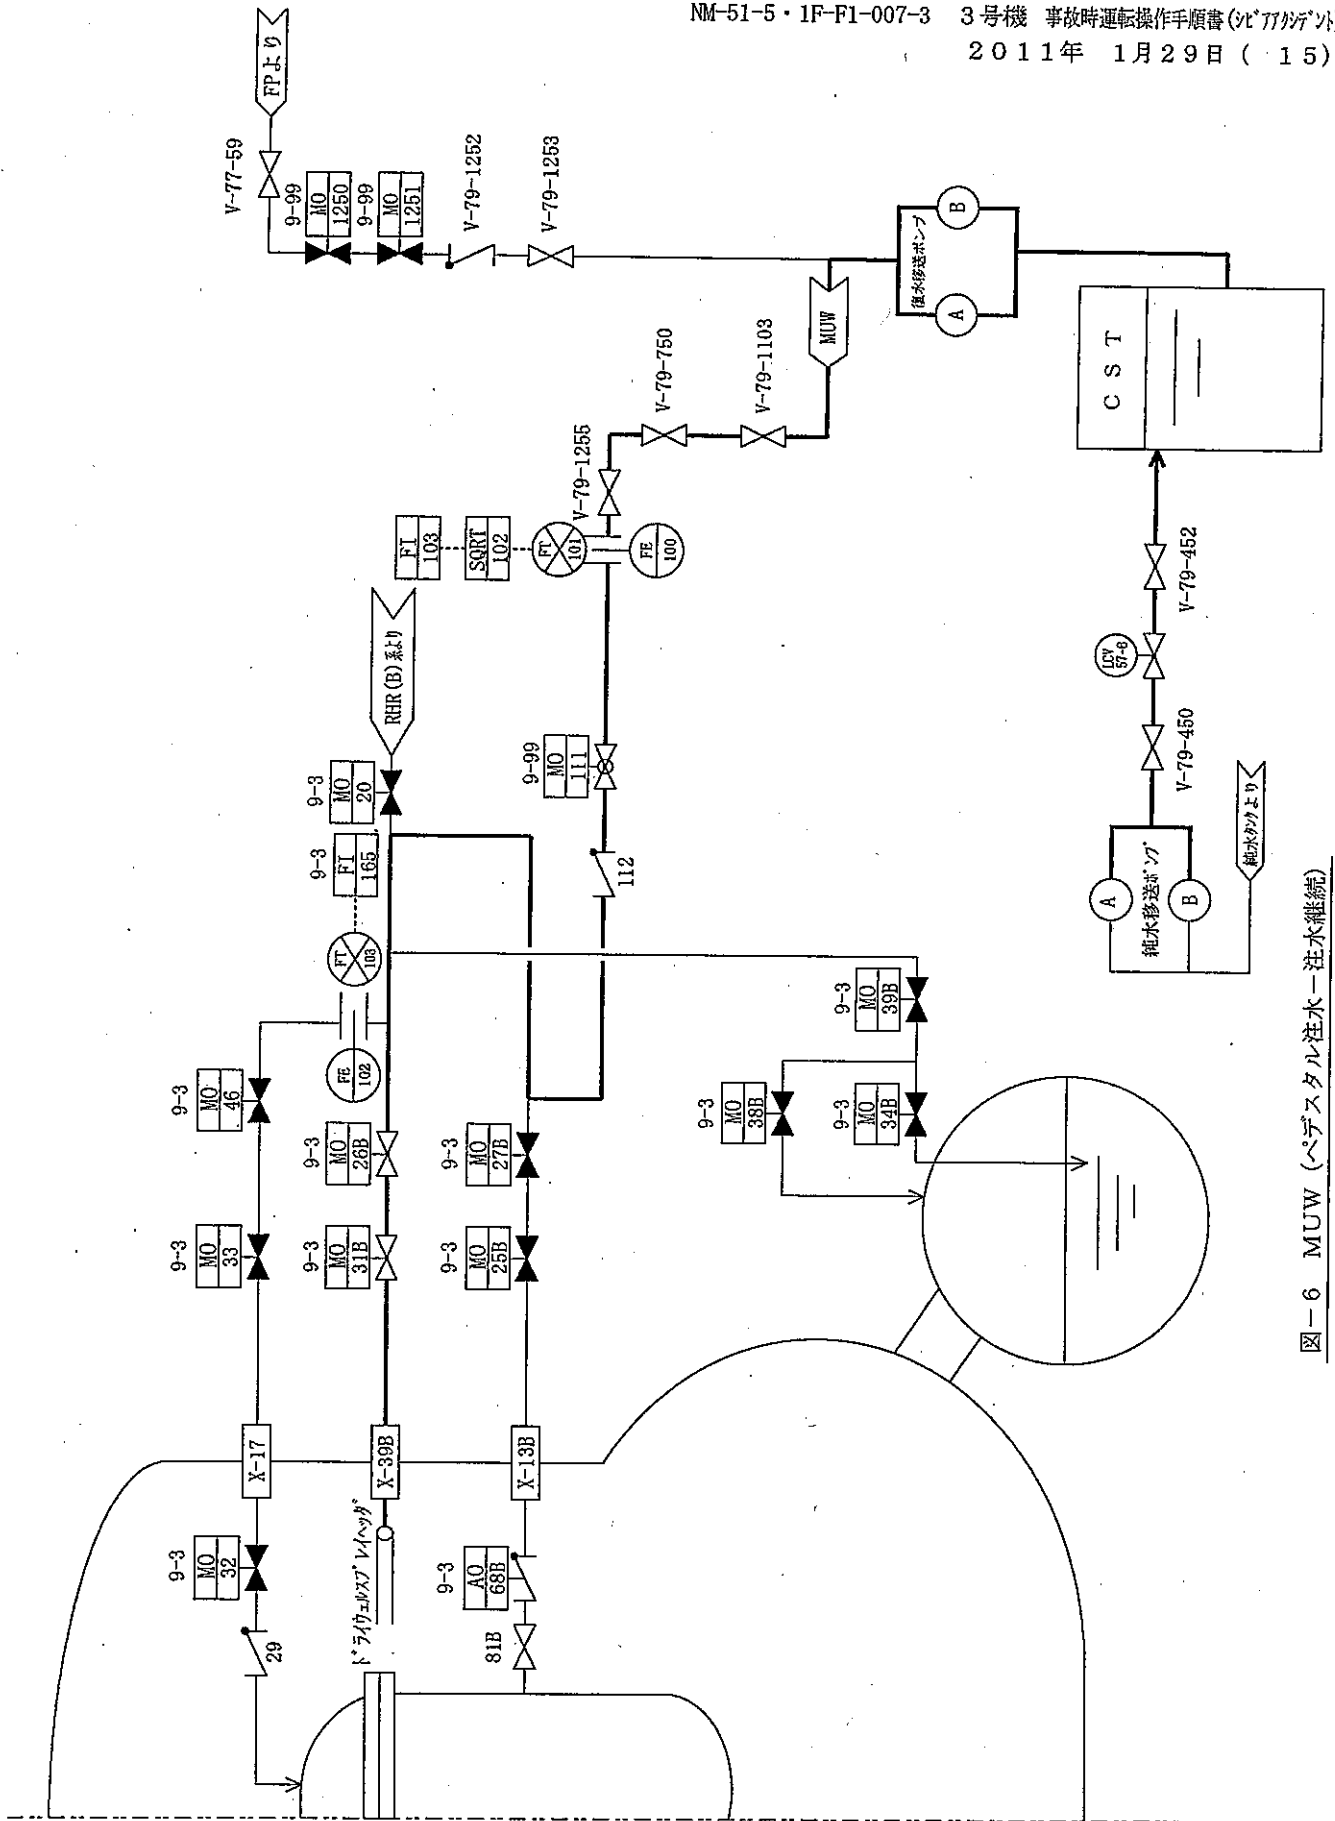 NM-51-5・1F-F1-007-3 3号機 事故時運転操作手順書(ｼﾋﾞｱｱｸｼﾃﾞﾝﾄ
2011年 1月29日(15)
FPより
V-77-59
9-99
MO
1250
9-99
MO
1251
V-79-1252
V-79-1253
復水移送ポンプ
A
B
MUW
V-79-750
V-79-1103
V-79-1255
FI
103
SQRT
102
FT
101
FE
100
CST
V-79-452
LCV
57-6
V-79-450
純水移送ﾎﾟﾝﾌﾟ
A
B
純水ﾀﾝｸより
RHR(B)系より
9-3
MO
20
9-3
FI
165
FT
103
FE
102
9-99
MO
111
112
9-3
MO
46
9-3
MO
33
9-3
MO
26B
9-3
MO
31B
9-3
MO
27B
9-3
MO
25B
9-3
MO
39B
9-3
MO
38B
9-3
MO
34B
X-17
X-39B
X-13B
9-3
MO
32
29
ﾄﾞﾗｲｳｪﾙｽﾌﾟﾚｲﾍｯﾀﾞ
9-3
AO
68B
81B
図-6 MUW (ペデスタル注水-注水継続)